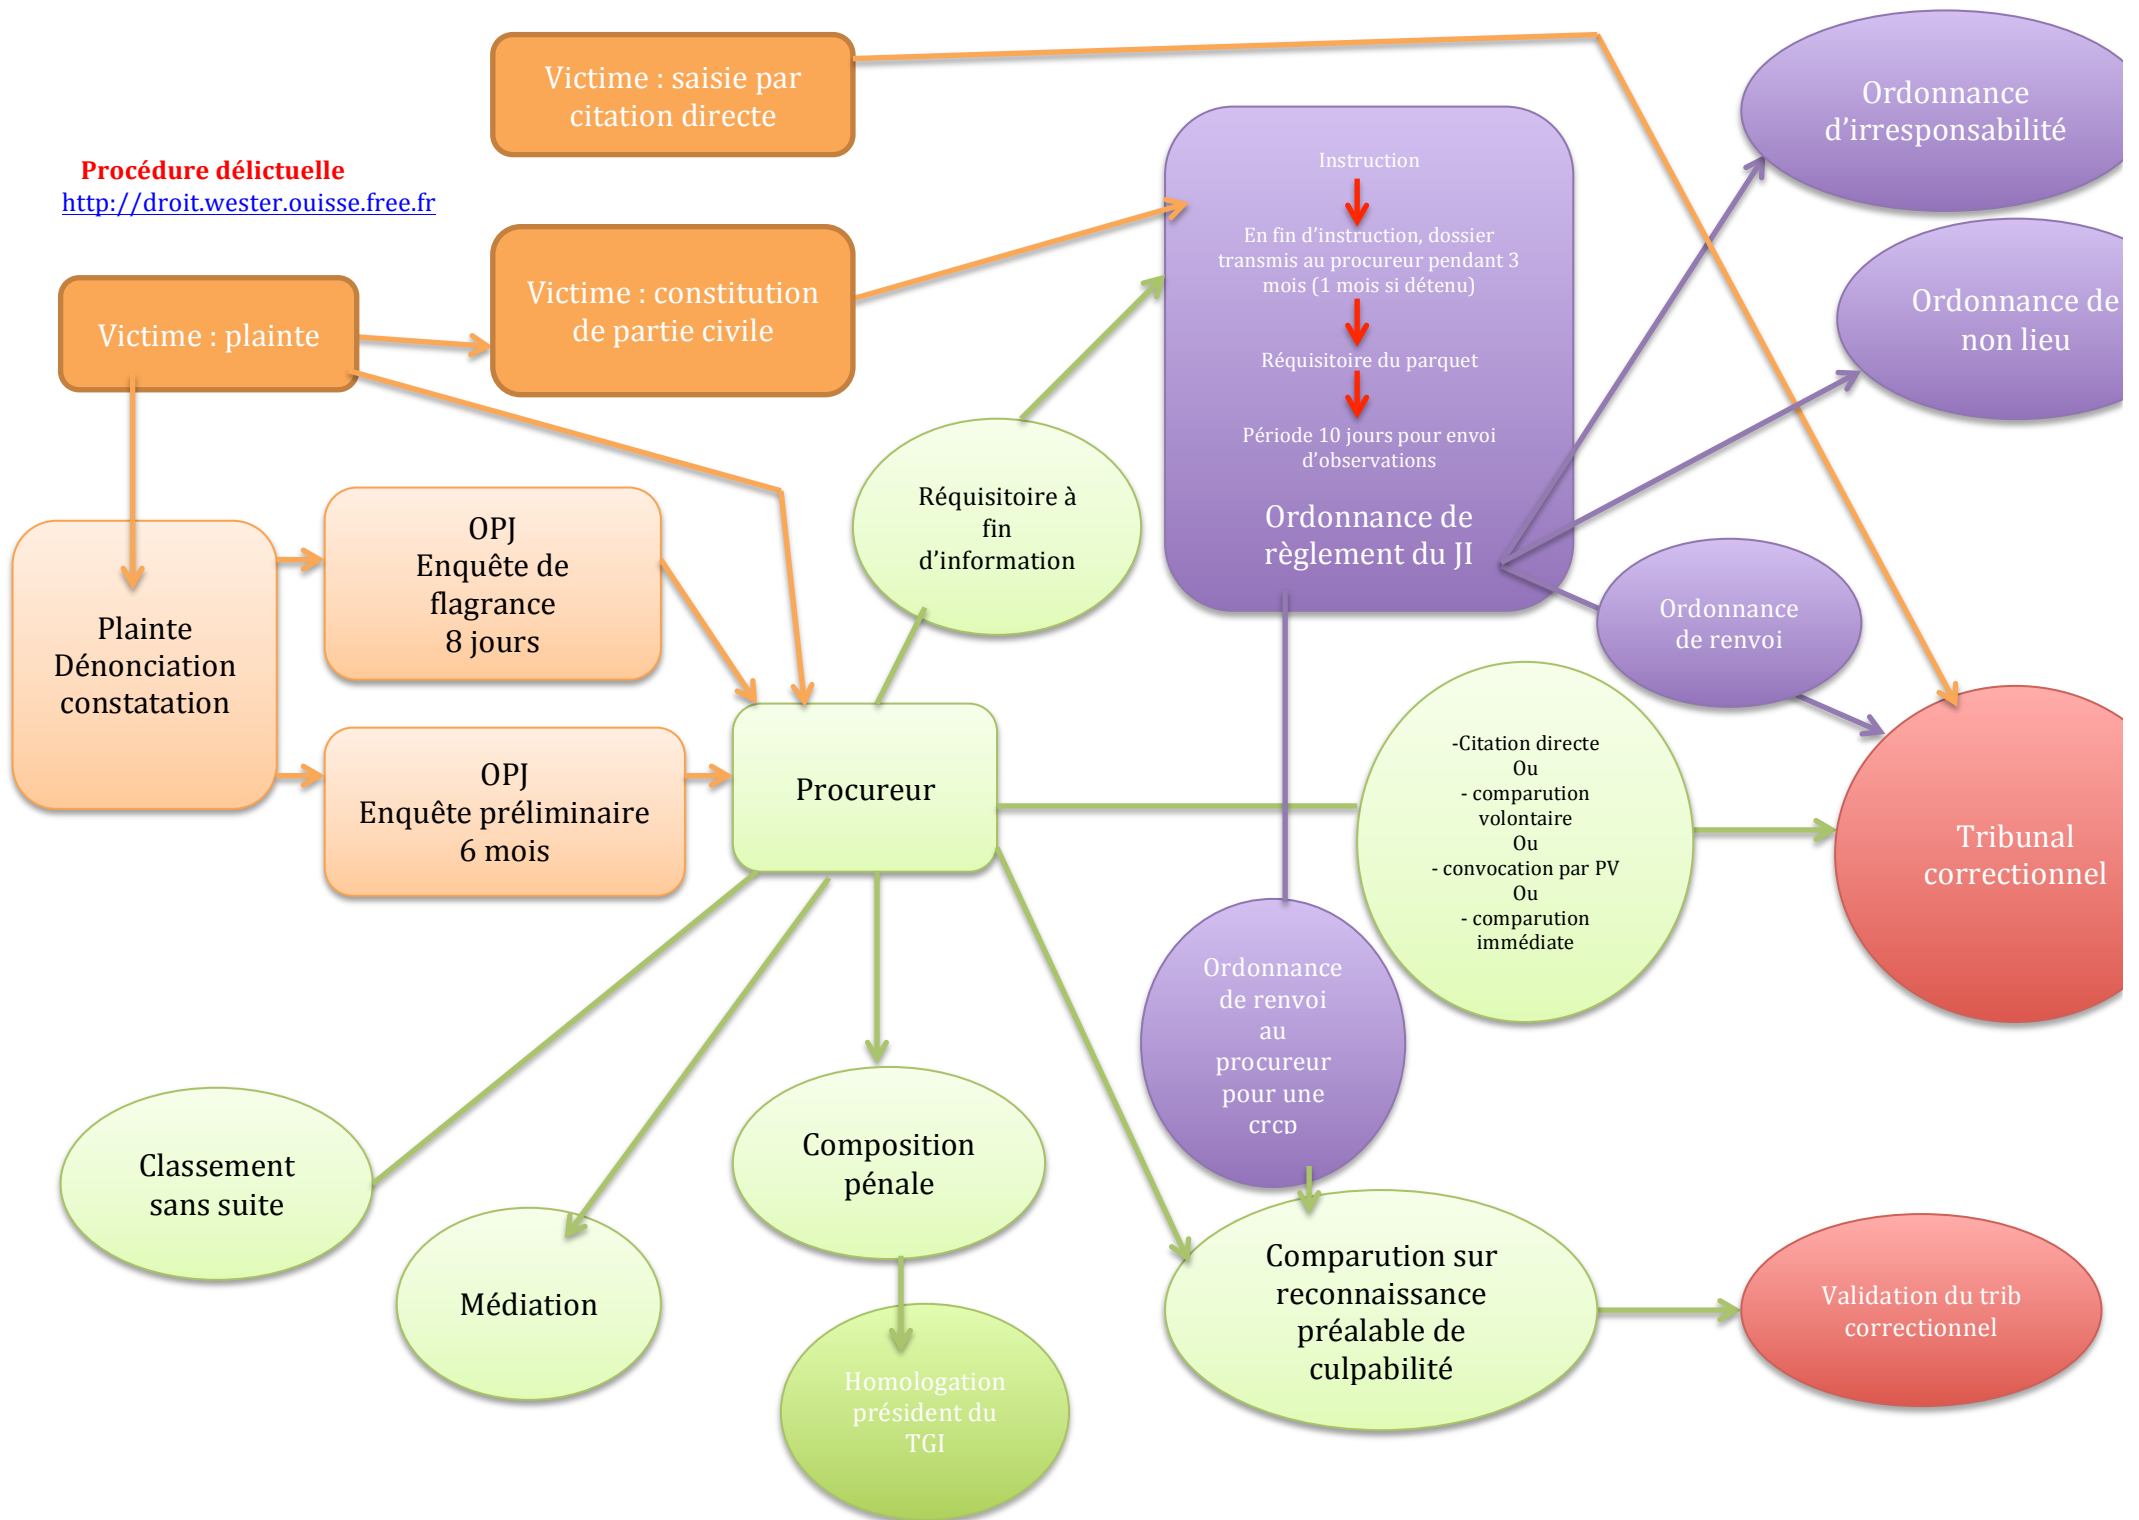 Victime : saisie par
citation directe
Ordonnance
d'irresponsabilité
Procédure délictuelle
http://droit.wester.ouisse.free.fr
Instruction
En fin d'instruction, dossier
transmis au procureur pendant 3
mois (1 mois si détenu)
Réquisitoire du parquet
Période 10 jours pour envoi
d'observations
Ordonnance de
règlement du JI
Victime : constitution
de partie civile
Victime : plainte
Ordonnance de
non lieu
Réquisitoire à
fin
d'information
OPJ
Enquête de
flagrance
8 jours
Plainte
Dénonciation
constatation
Ordonnance
de renvoi
OPJ
Enquête préliminaire
6 mois
Procureur
-Citation directe
Ou
- comparution
volontaire
Ou
- convocation par PV
Ou
- comparution
immédiate
Tribunal
correctionnel
Ordonnance
de renvoi
au
procureur
pour une
crcp
Classement
sans suite
Médiation
Composition
pénale
Homologation
président du
TGI
Comparution sur
reconnaissance
préalable de
culpabilité
Validation du trib
correctionnel